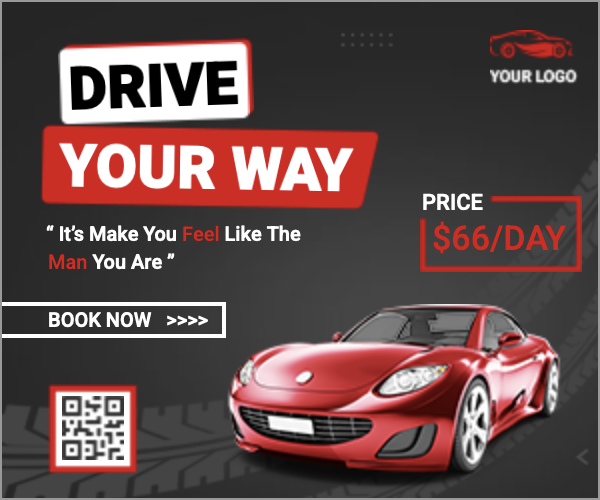 DRIVE
YOUR WAY
YOUR LOGO
PRICE
$66/DAY
“ It’s Make You Feel Like The
Man You Are ”
BOOK NOW >>>>